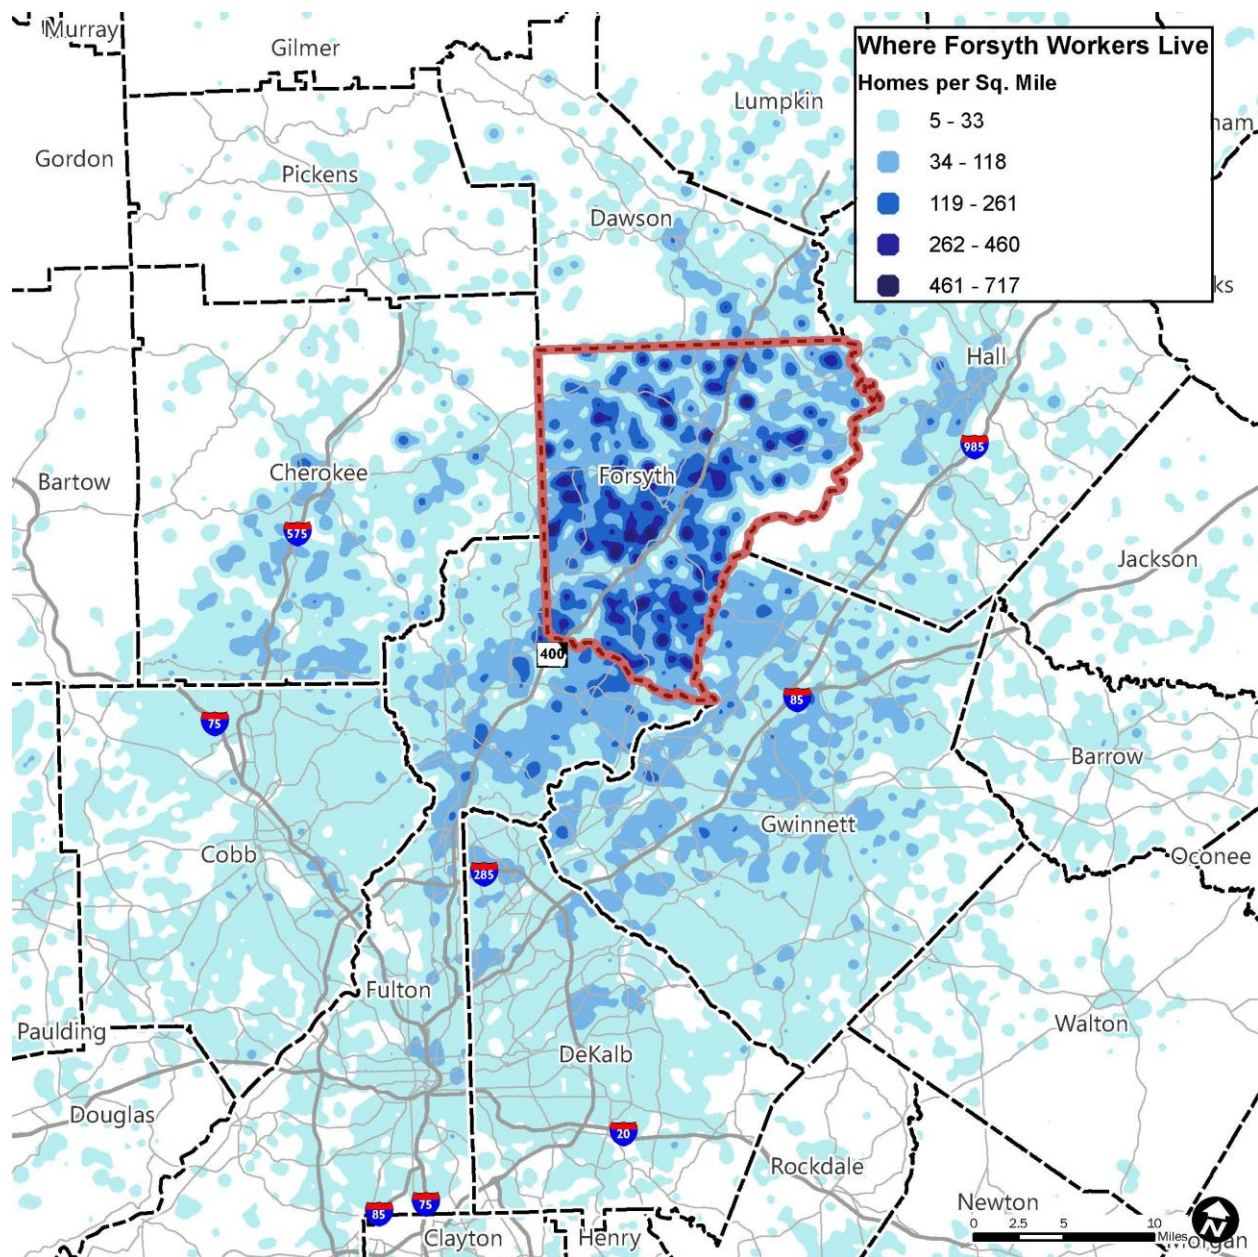 Murray
Gilmer
Where Forsyth Workers Live
Homes per Sq. Mile
5 - 33
34 - 118
119 - 261
262 - 460
461 - 717
Lumpkin
ham
Gordon
Pickens
Dawson
ks
Hall
985
Bartow
Cherokee
Forsyth
575
Jackson
400
85
75
Barrow
Gwinnett
Cobb
Oconee
285
Fulton
Walton
Paulding
DeKalb
Douglas
20
Rockdale
Newton
75
85
Clayton
Henry
0 2.5 5 10
Miles
N
Morgan